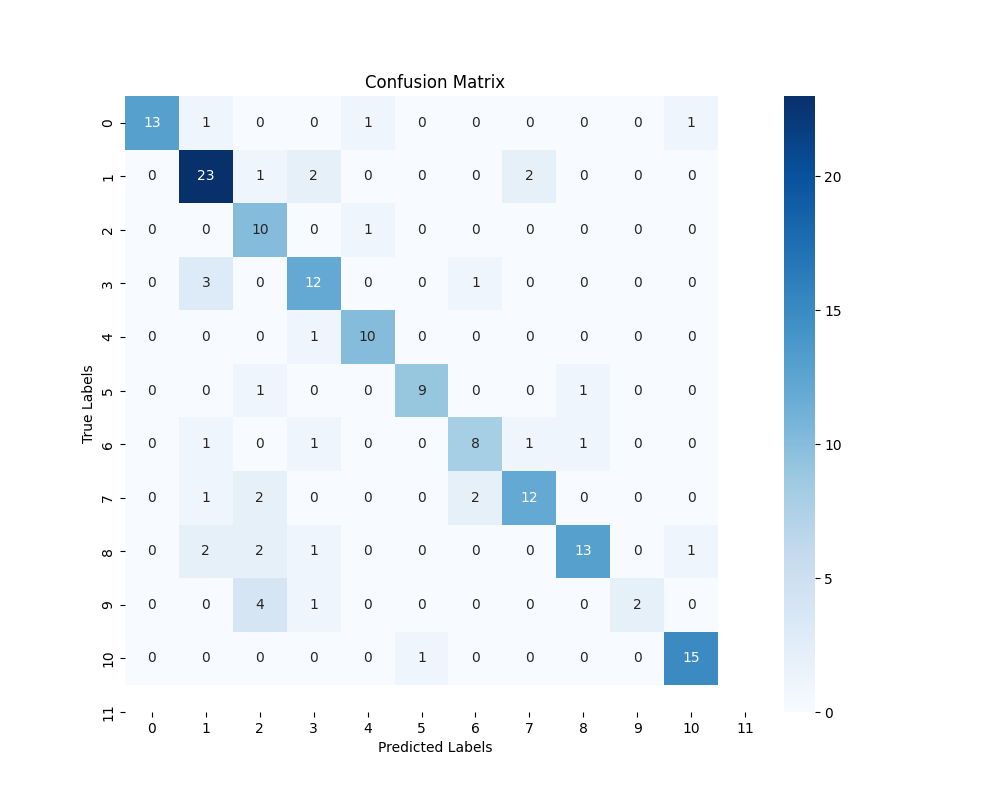 Confusion Matrix
0 13 1 0 0 1 0 0 0 0 0 1
1 0 23 1 2 0 0 0 2 0 0 0
2 0 0 10 0 1 0 0 0 0 0 0
3 0 3 0 12 0 0 1 0 0 0 0
4 0 0 0 1 10 0 0 0 0 0 0
5 0 0 1 0 0 9 0 0 1 0 0
6 0 1 0 1 0 0 8 1 1 0 0
7 0 1 2 0 0 0 2 12 0 0 0
8 0 2 2 1 0 0 0 0 13 0 1
9 0 0 4 1 0 0 0 0 0 2 0
10 0 0 0 0 0 1 0 0 0 0 15
11
True Labels
0 1 2 3 4 5 6 7 8 9 10 11
Predicted Labels
20
15
10
5
0